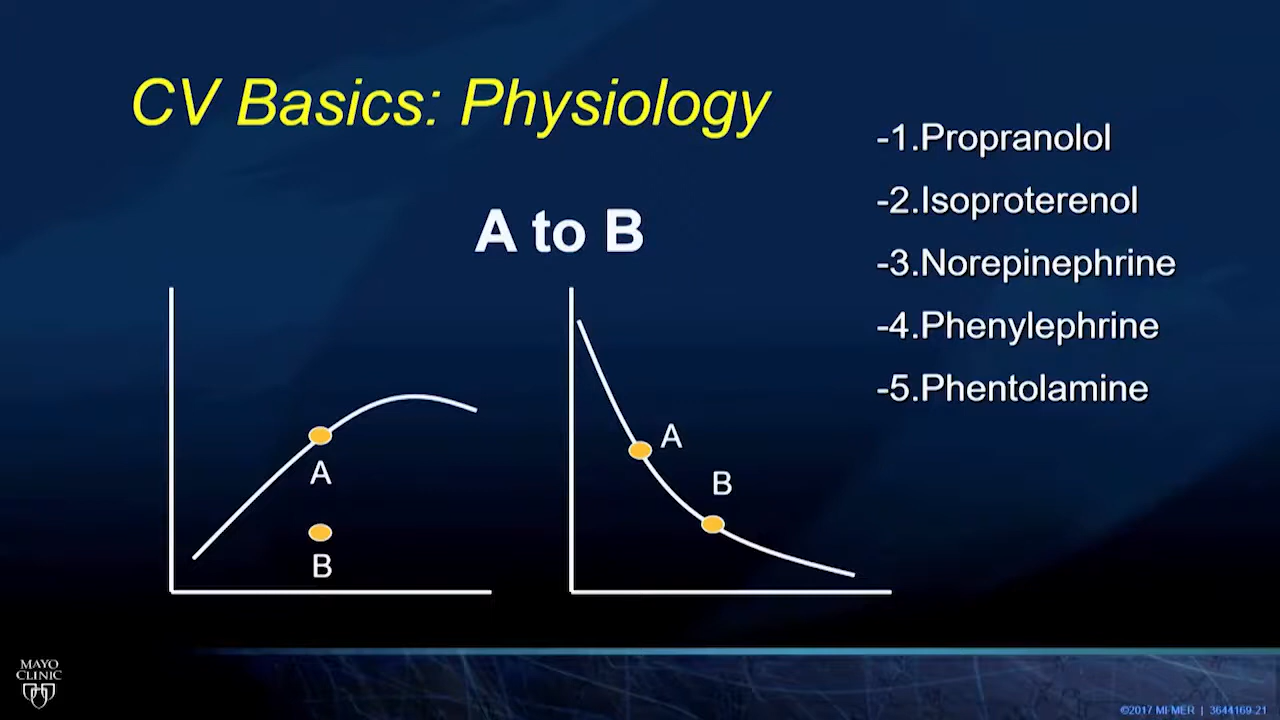 CV Basics: Physiology
A to B
-1.Propranolol
-2.Isoproterenol
-3.Norepinephrine
-4.Phenylephrine
-5.Phentolamine
A
B
A
B
MAYO
CLINIC
©2017 MFMER | 3644169-21